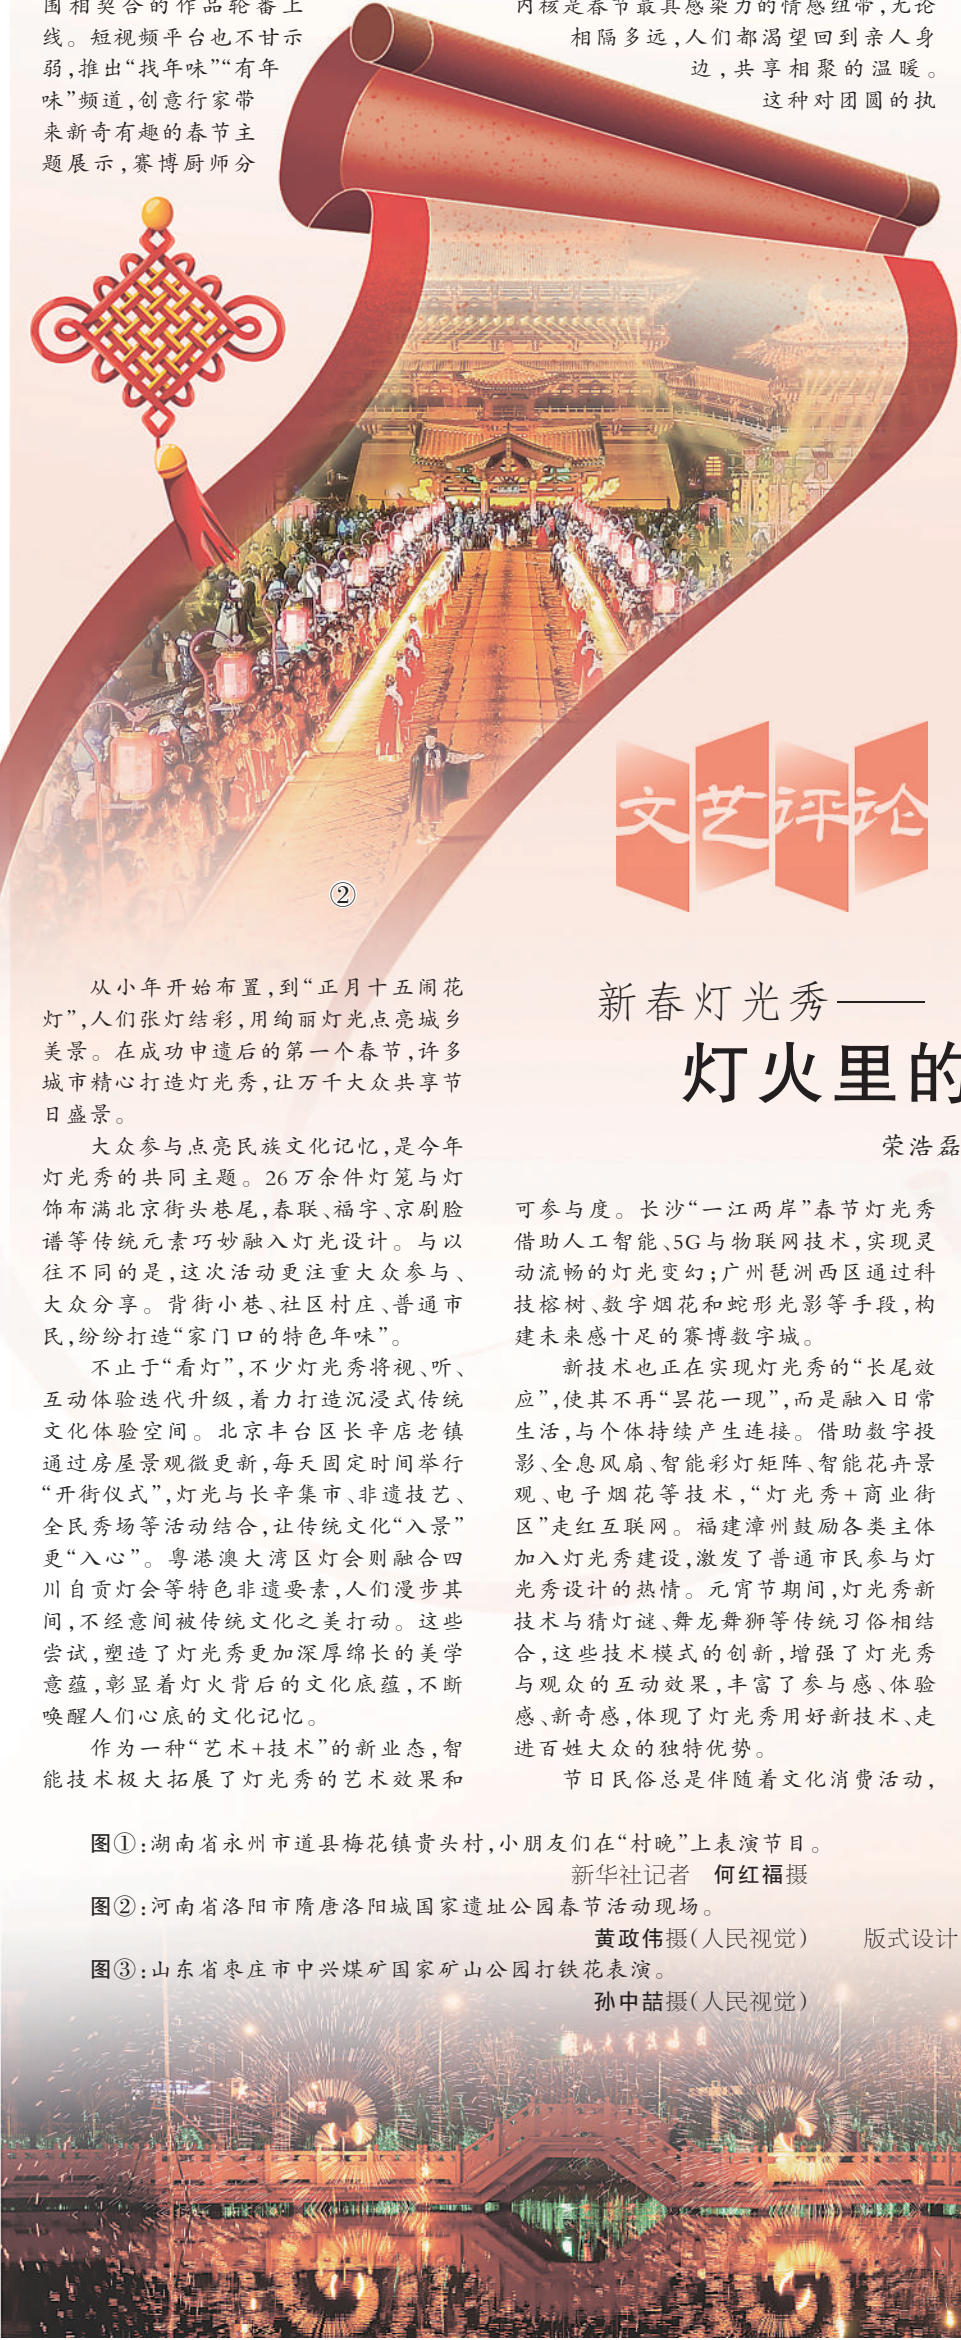 围相契合的作品轮番上
线。短视频平台也不甘示
弱,推出“找年味”“有年
味”频道,创意行家带
来新奇有趣的春节主
题展示,赛博厨师分
内核是春节最具感染力的情感纽带,无论
相隔多远,人们都渴望回到亲人身
边,共享相聚的温暖。
这种对团圆的执
②
文艺评论
新春灯光秀——
灯火里的
荣浩磊
从小年开始布置,到“正月十五闹花
灯”,人们张灯结彩,用绚丽灯光点亮城乡
美景。在成功申遗后的第一个春节,许多
城市精心打造灯光秀,让万千大众共享节
日盛景。
大众参与点亮民族文化记忆,是今年
灯光秀的共同主题。26万余件灯笼与灯
饰布满北京街头巷尾,春联、福字、京剧脸
谱等传统元素巧妙融入灯光设计。与以
往不同的是,这次活动更注重大众参与、
大众分享。背街小巷、社区村庄、普通市
民,纷纷打造“家门口的特色年味”。
不止于“看灯”,不少灯光秀将视、听、
互动体验迭代升级,着力打造沉浸式传统
文化体验空间。北京丰台区长辛店老镇
通过房屋景观微更新,每天固定时间举行
“开街仪式”,灯光与长辛集市、非遗技艺、
全民秀场等活动结合,让传统文化“入景”
更“入心”。粤港澳大湾区灯会则融合四
川自贡灯会等特色非遗要素,人们漫步其
间,不经意间被传统文化之美打动。这些
尝试,塑造了灯光秀更加深厚绵长的美学
意蕴,彰显着灯火背后的文化底蕴,不断
唤醒人们心底的文化记忆。
作为一种“艺术+技术”的新业态,智
能技术极大拓展了灯光秀的艺术效果和
可参与度。长沙“一江两岸”春节灯光秀
借助人工智能、5G与物联网技术,实现灵
动流畅的灯光变幻;广州琶洲西区通过科
技榕树、数字烟花和蛇形光影等手段,构
建未来感十足的赛博数字城。
新技术也正在实现灯光秀的“长尾效
应”,使其不再“昙花一现”,而是融入日常
生活,与个体持续产生连接。借助数字投
影、全息风扇、智能彩灯矩阵、智能花卉景
观、电子烟花等技术,“灯光秀+商业街
区”走红互联网。福建漳州鼓励各类主体
加入灯光秀建设,激发了普通市民参与灯
光秀设计的热情。元宵节期间,灯光秀新
技术与猜灯谜、舞龙舞狮等传统习俗相结
合,这些技术模式的创新,增强了灯光秀
与观众的互动效果,丰富了参与感、体验
感、新奇感,体现了灯光秀用好新技术、走
进百姓大众的独特优势。
节日民俗总是伴随着文化消费活动,
图①:湖南省永州市道县梅花镇贵头村,小朋友们在“村晚”上表演节目。
新华社记者 何红福摄
图②:河南省洛阳市隋唐洛阳城国家遗址公园春节活动现场。
黄政伟摄(人民视觉) 版式设计
图③:山东省枣庄市中兴煤矿国家矿山公园打铁花表演。
孙中喆摄(人民视觉)